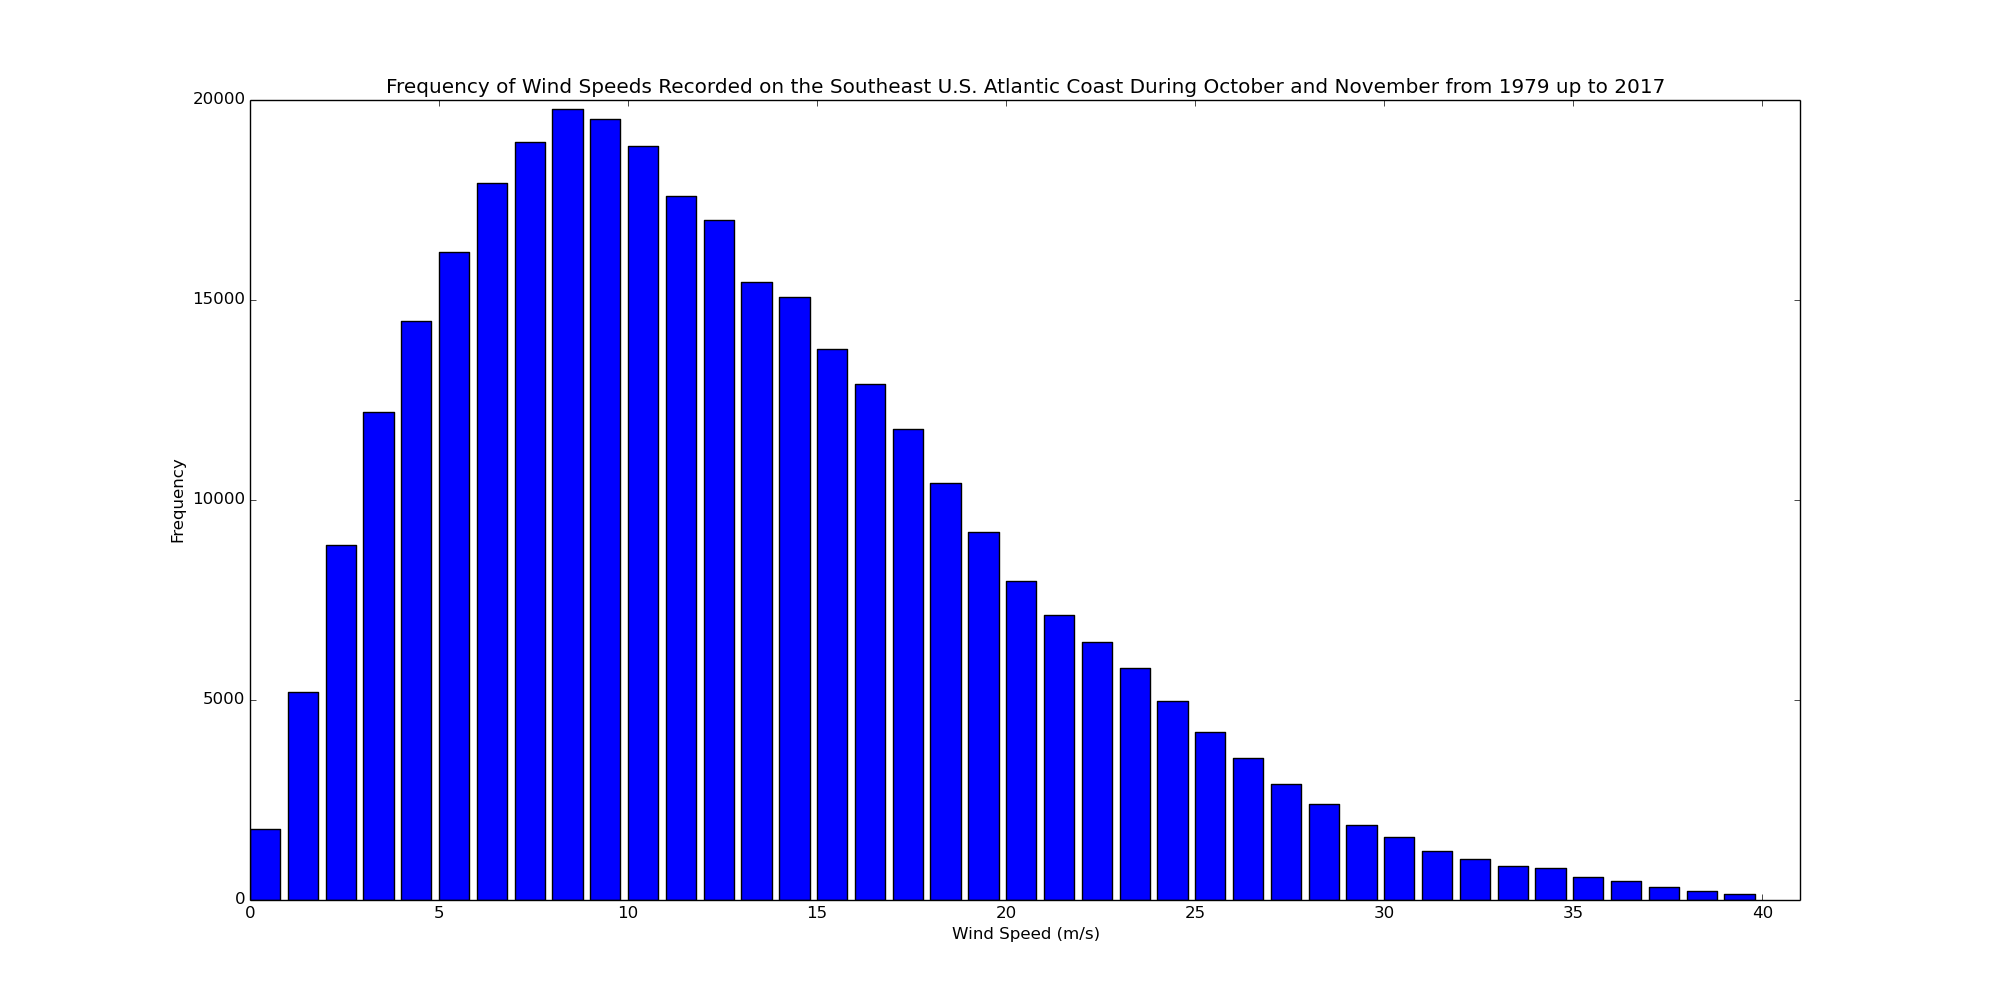 Frequency of Wind Speeds Recorded on the Southeast U.S. Atlantic Coast During October and November from 1979 up to 2017
20000
15000
10000
5000
0
Frequency
0 5 10 15 20 25 30 35 40
Wind Speed (m/s)